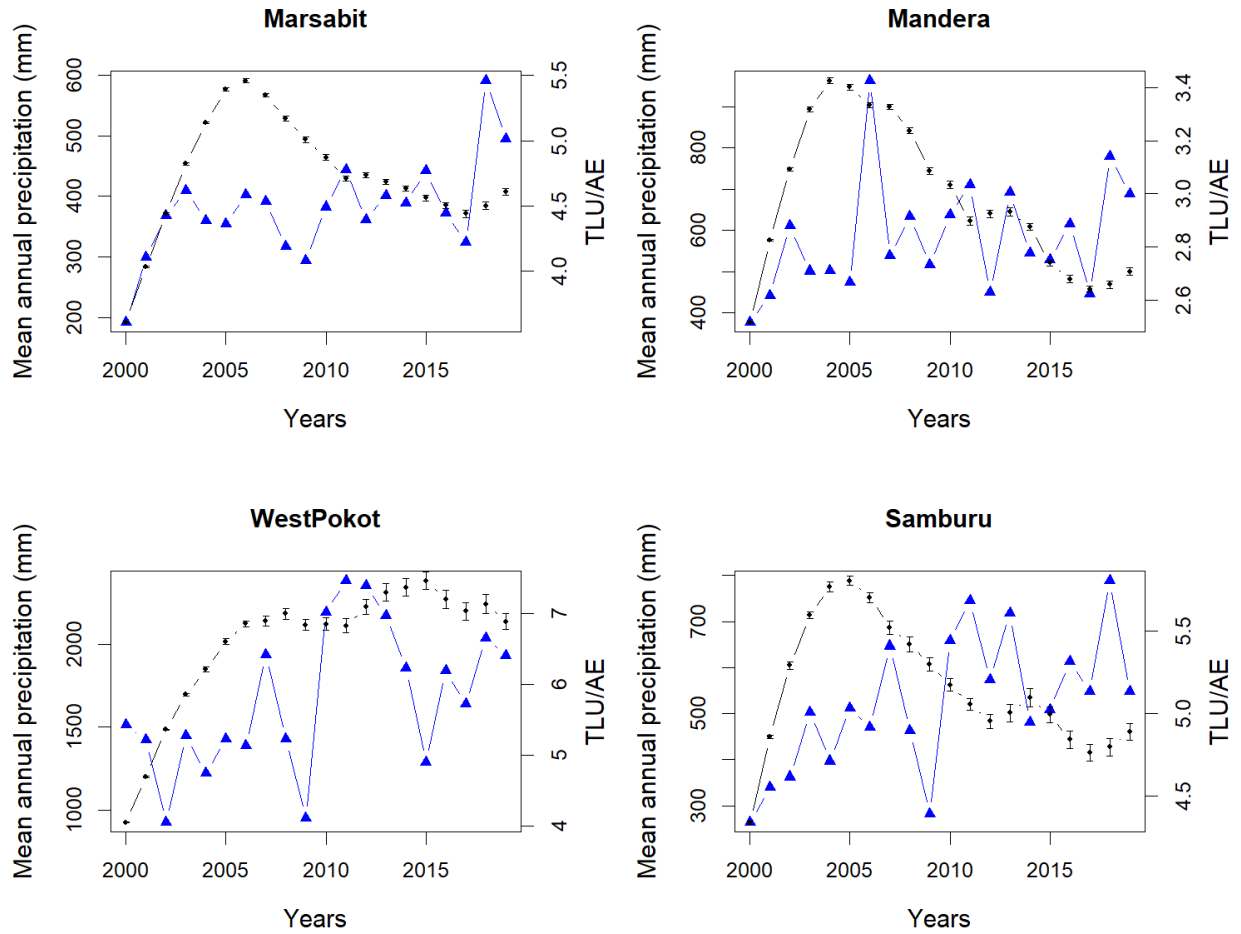 Marsabit
Mean annual precipitation (mm)
200 300 400 500 600
4.0 4.5 5.0 5.5
TLU/AE
2000 2005 2010 2015
Years
Mandera
Mean annual precipitation (mm)
400 600 800
2.6 2.8 3.0 3.2 3.4
TLU/AE
2000 2005 2010 2015
Years
WestPokot
Mean annual precipitation (mm)
1000 1500 2000
4 5 6 7
TLU/AE
2000 2005 2010 2015
Years
Samburu
Mean annual precipitation (mm)
300 500 700
4.5 5.0 5.5
TLU/AE
2000 2005 2010 2015
Years